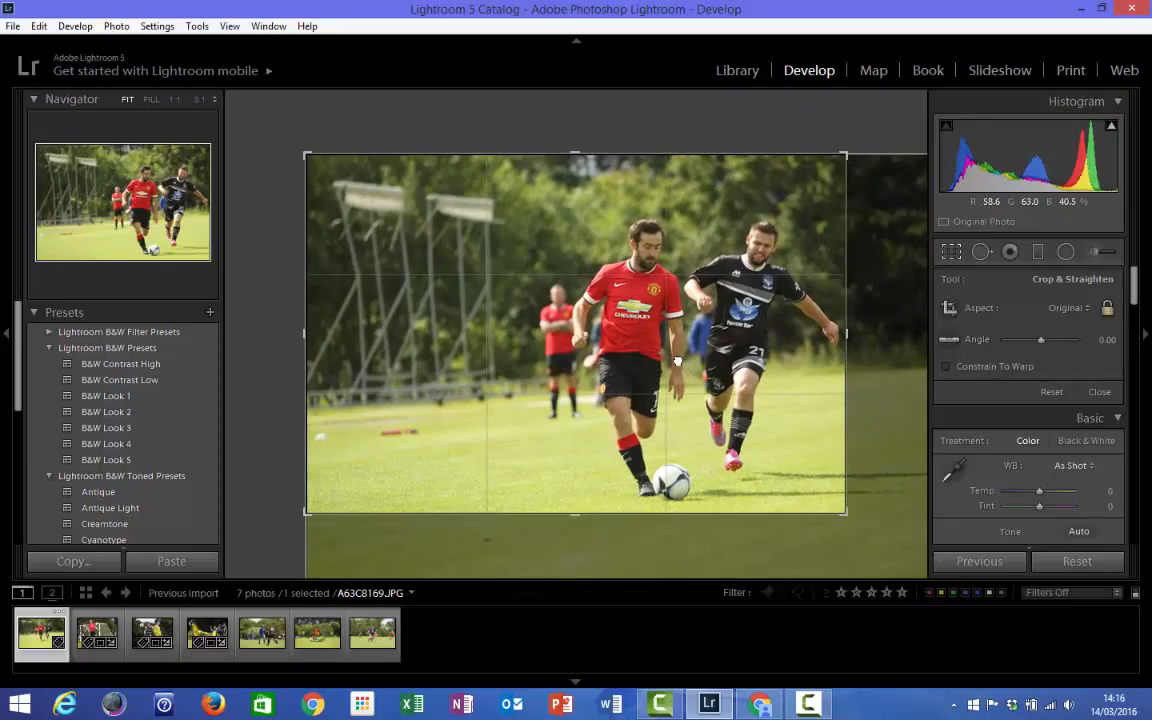 Lightroom 5 Catalog - Adobe Photoshop Lightroom - Develop
File Edit Develop Photo Settings Tools View Window Help
Lr Adobe Lightroom 5
Get started with Lightroom mobile
Library Develop Map Book Slideshow Print Web
Navigator FIT FILL 1:1 3:1
Histogram
R 58.6 G 63.0 B 40.5 %
Original Photo
Tool : Crop & Straighten
Aspect : Original
Angle 0.00
Constrain To Warp
Reset Close
Basic
Treatment : Color Black & White
WB : As Shot
Temp 0
Tint 0
Tone Auto
Previous Reset
Presets
Lightroom B&W Filter Presets
Lightroom B&W Presets
B&W Contrast High
B&W Contrast Low
B&W Look 1
B&W Look 2
B&W Look 3
B&W Look 4
B&W Look 5
Lightroom B&W Toned Presets
Antique
Antique Light
Creamtone
Cyanotype
Copy... Paste
CHEVROLET
21
1 2 Previous Import 7 photos /1 selected /A63C8169.JPG Filter : Filters Off
14:16
14/03/2016